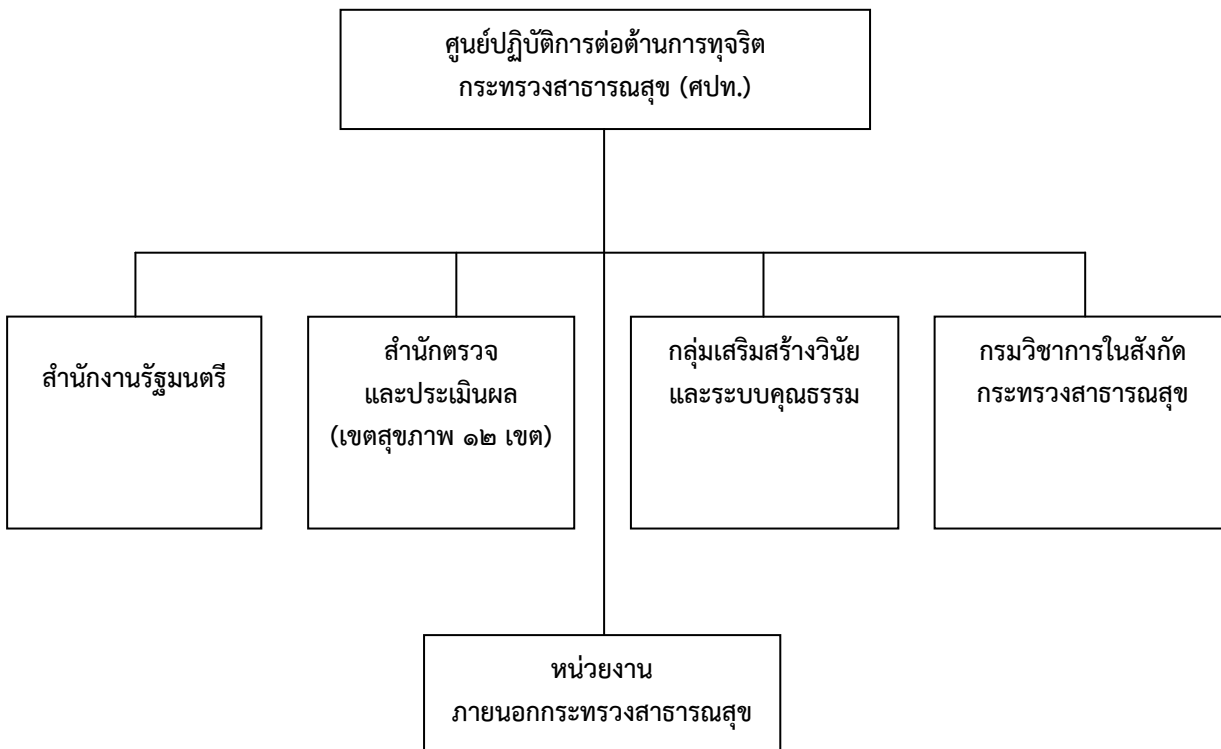 ศูนย์ปฏิบัติการต่อต้านการทุจริต
กระทรวงสาธารณสุข (ศปท.)
สำนักงานรัฐมนตรี
สำนักตรวจ
และประเมินผล
(เขตสุขภาพ ๑๒ เขต)
กลุ่มเสริมสร้างวินัย
และระบบคุณธรรม
กรมวิชาการในสังกัด
กระทรวงสาธารณสุข
หน่วยงาน
ภายนอกกระทรวงสาธารณสุข